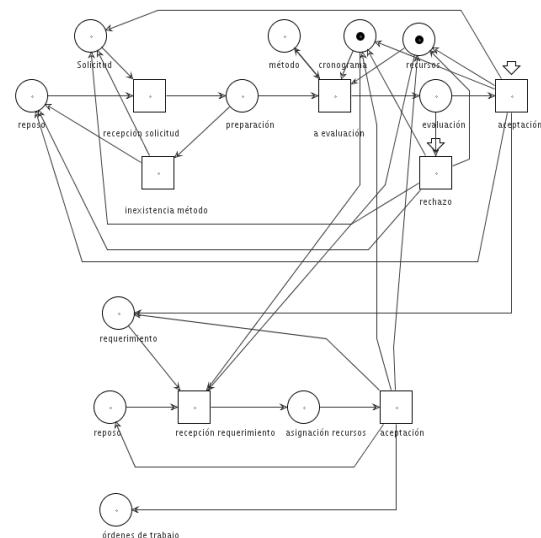 Solicitud
método
cronograma
recursos
reposo
recepción solicitud
preparación
a evaluación
evaluación
aceptación
inexistencia método
rechazo
requerimiento
reposo
recepción requerimiento
asignación recursos
aceptación
órdenes de trabajo